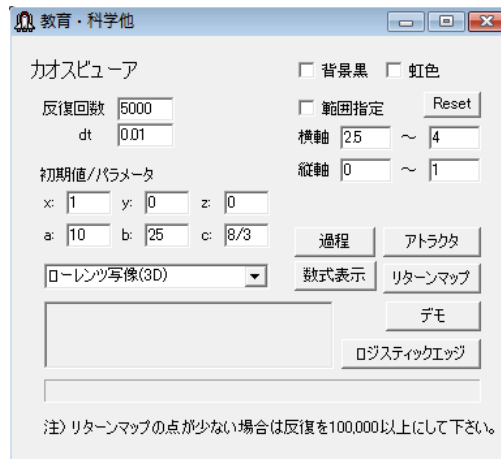 教育・科学他
カオスビューア
背景黒 虹色
反復回数 5000
範囲指定 Reset
dt 0.01
横軸 2.5 ～ 4
縦軸 0 ～ 1
初期値/パラメータ
x: 1 y: 0 z: 0
a: 10 b: 25 c: 8/3
過程 アトラクタ
ローレンツ写像(3D)
数式表示 リターンマップ
デモ
ロジスティックエッジ
注) リターンマップの点が少ない場合は反復を100,000以上にして下さい。